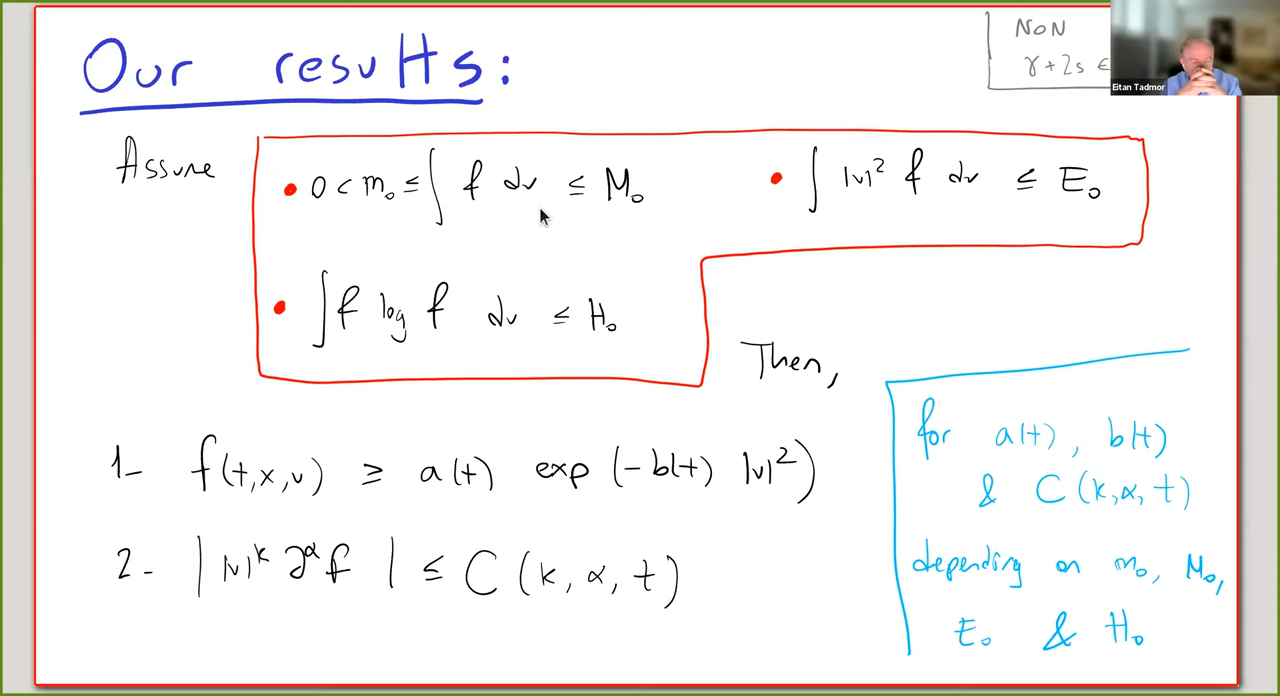 Our results:
NON
γ+2s ∈
Eitan Tadmor
Assume
• 0 < m₀ ≤ ∫ f dv ≤ M₀
• ∫ |v|² f dv ≤ E₀
• ∫ f log f dv ≤ H₀
Then,
1- f(t,x,v) ≥ a(t) exp(-b(t) |v|²)
2- | |v|^k ∂^α f | ≤ C(k, α, t)
for a(t), b(t)
& C(k,α,t)
depending on m₀, M₀,
E₀ & H₀